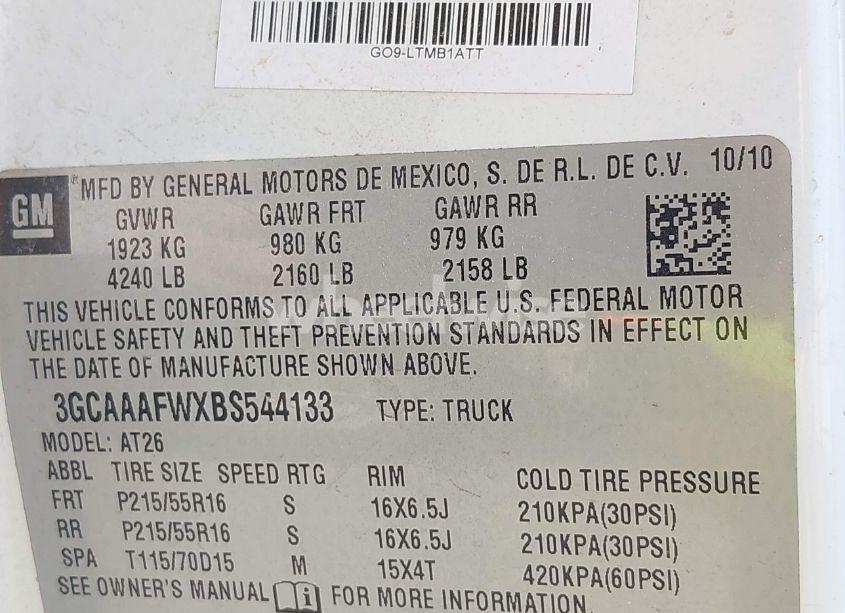 GO9-LTMB1ATT
GM ® MFD BY GENERAL MOTORS DE MEXICO, S. DE R.L. DE C.V. 10/10
GVWR GAWR FRT GAWR RR
1923 KG 980 KG 979 KG
4240 LB 2160 LB 2158 LB
THIS VEHICLE CONFORMS TO ALL APPLICABLE U.S. FEDERAL MOTOR
VEHICLE SAFETY AND THEFT PREVENTION STANDARDS IN EFFECT ON
THE DATE OF MANUFACTURE SHOWN ABOVE.
3GCAAAFWXBS544133 TYPE: TRUCK
MODEL: AT26
ABBL TIRE SIZE SPEED RTG RIM COLD TIRE PRESSURE
FRT P215/55R16 S 16X6.5J 210KPA(30PSI)
RR P215/55R16 S 16X6.5J 210KPA(30PSI)
SPA T115/70D15 M 15X4T 420KPA(60PSI)
SEE OWNER'S MANUAL i FOR MORE INFORMATION.